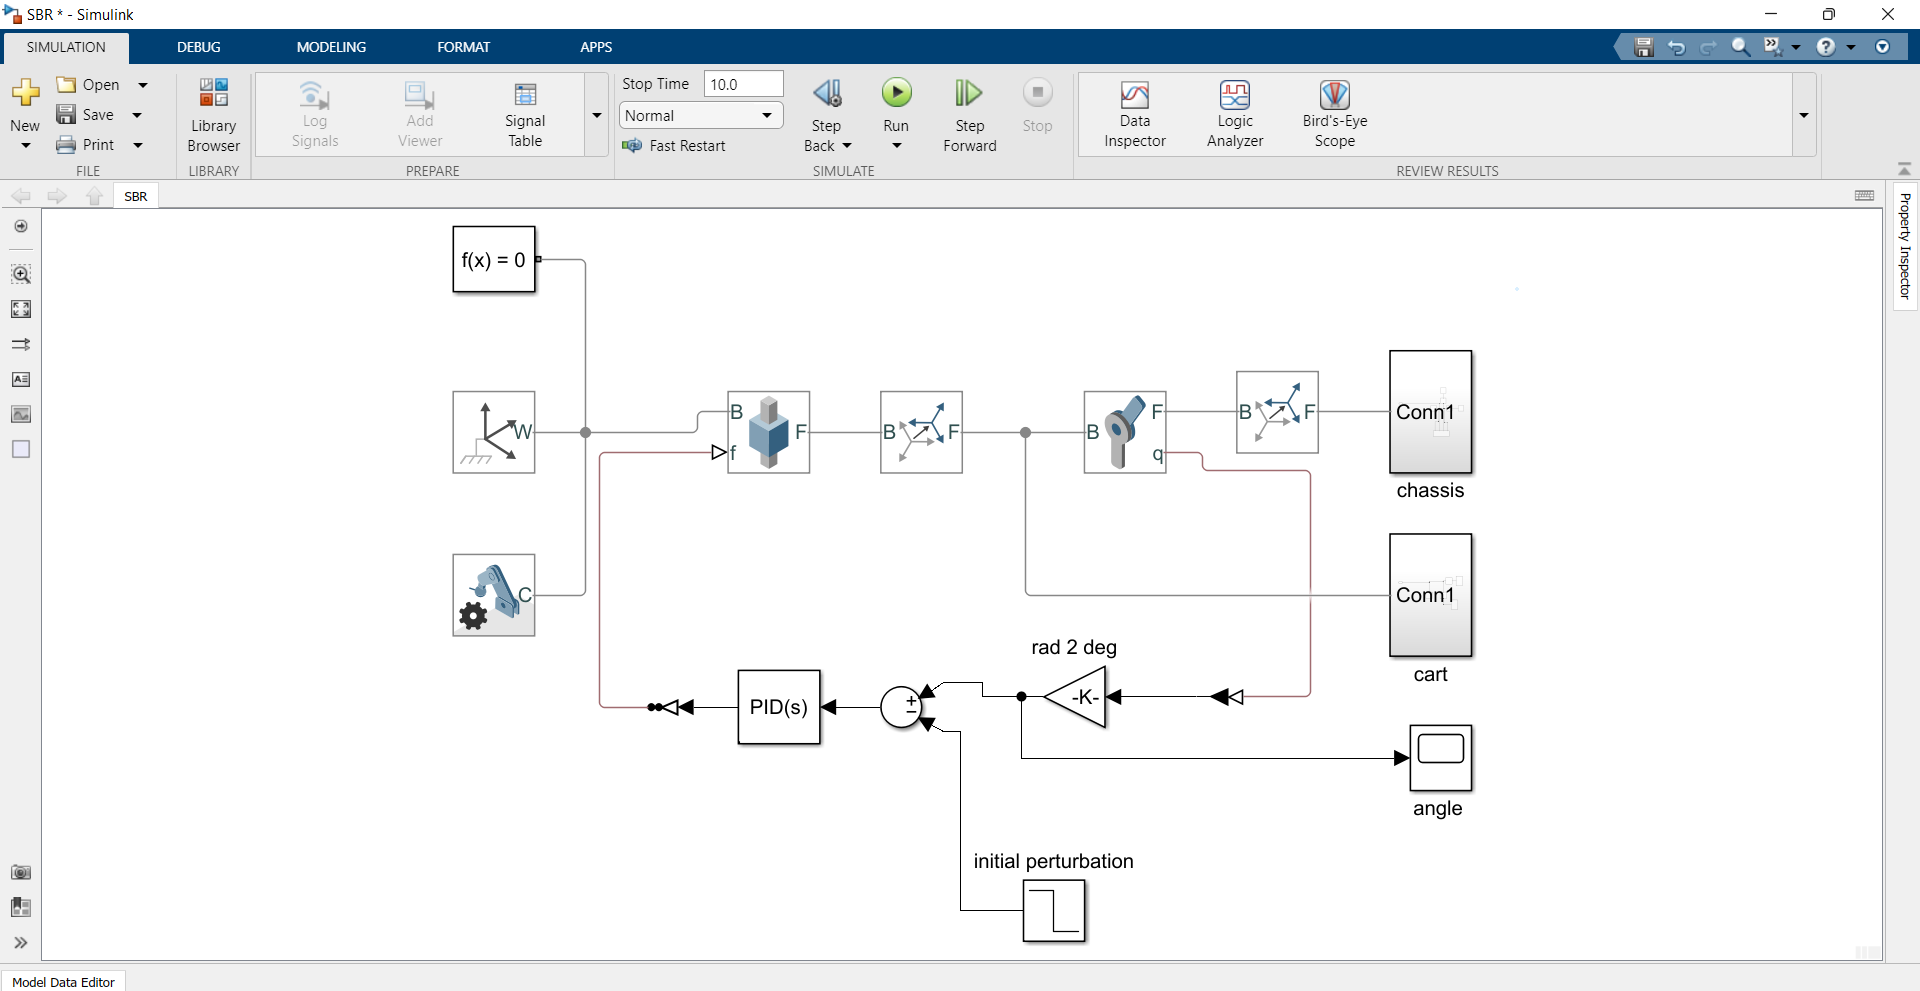 SBR * - Simulink
SIMULATION DEBUG MODELING FORMAT APPS
New
Open
Save
Print
FILE
Library
Browser
LIBRARY
Log
Signals
Add
Viewer
Signal
Table
PREPARE
Stop Time 10.0
Normal
Fast Restart
Step
Back
Run
Step
Forward
Stop
SIMULATE
Data
Inspector
Logic
Analyzer
Bird's-Eye
Scope
REVIEW RESULTS
SBR
Property Inspector
f(x) = 0
W
B
f
F
B
F
B
F
q
B
F
Conn1
chassis
C
Conn1
cart
rad 2 deg
PID(s)
+
−
-K-
angle
initial perturbation
Model Data Editor